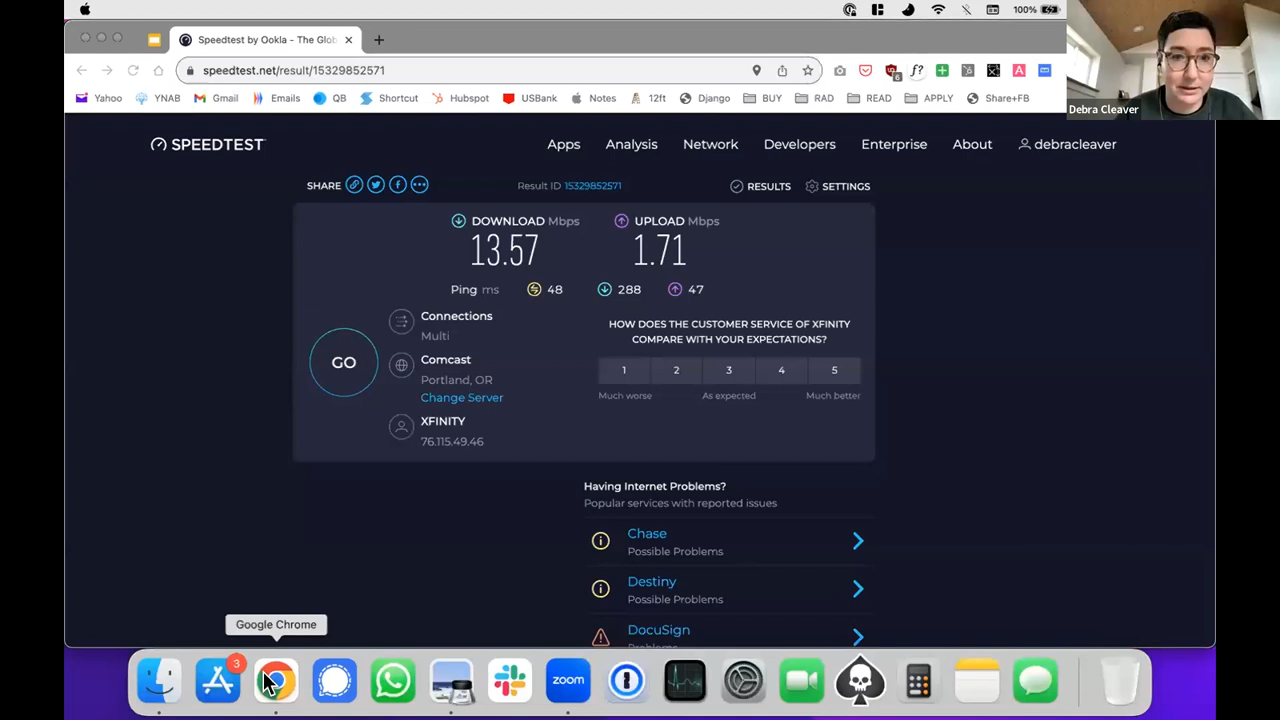 100%
Speedtest by Ookla - The Glob
speedtest.net/result/15329852571
Yahoo YNAB Gmail Emails QB Shortcut Hubspot USBank Notes 12ft Django BUY RAD READ APPLY Share+FB
Debra Cleaver
SPEEDTEST Apps Analysis Network Developers Enterprise About debracleaver
SHARE Result ID 15329852571 RESULTS SETTINGS
DOWNLOAD Mbps UPLOAD Mbps
13.57 1.71
Ping ms 48 288 47
GO
Connections
Multi
Comcast
Portland, OR
Change Server
XFINITY
76.115.49.46
HOW DOES THE CUSTOMER SERVICE OF XFINITY
COMPARE WITH YOUR EXPECTATIONS?
1 2 3 4 5
Much worse As expected Much better
Having Internet Problems?
Popular services with reported issues
Chase
Possible Problems
Destiny
Possible Problems
DocuSign
Problems
Google Chrome
3
zoom